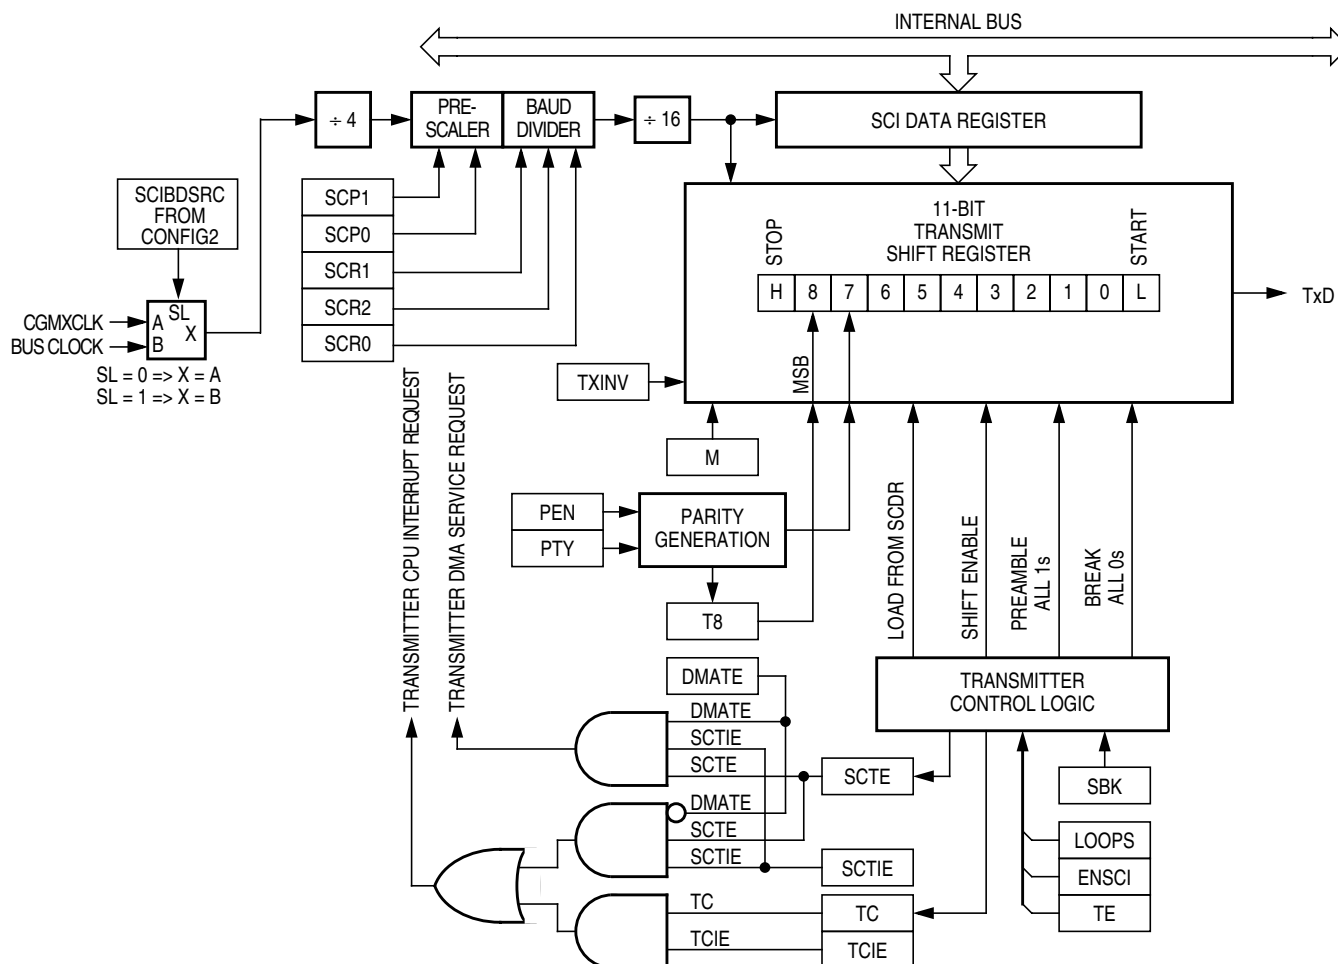 INTERNAL BUS
÷ 4
PRE-
SCALER
BAUD
DIVIDER
÷ 16
SCI DATA REGISTER
SCIBDSRC
FROM
CONFIG2
SCP1
SCP0
SCR1
SCR2
SCR0
11-BIT
TRANSMIT
SHIFT REGISTER
STOP
START
H 8 7 6 5 4 3 2 1 0 L
TxD
CGMXCLK
BUS CLOCK
SL
A
X
B
SL = 0 => X = A
SL = 1 => X = B
TXINV
MSB
M
TRANSMITTER CPU INTERRUPT REQUEST
TRANSMITTER DMA SERVICE REQUEST
PEN
PTY
PARITY
GENERATION
T8
LOAD FROM SCDR
SHIFT ENABLE
PREAMBLE
ALL 1s
BREAK
ALL 0s
TRANSMITTER
CONTROL LOGIC
DMATE
DMATE
SCTIE
SCTE
SCTE
SBK
DMATE
SCTE
SCTIE
SCTIE
LOOPS
ENSCI
TE
TC
TC
TCIE
TCIE